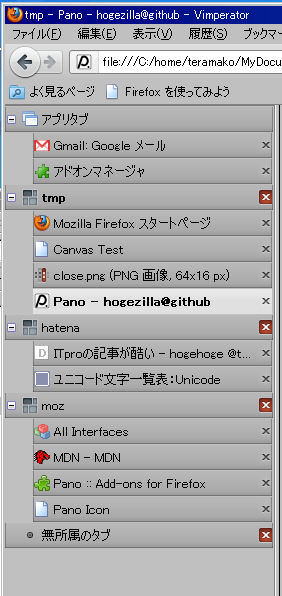 tmp - Pano - hogezilla@github - Vimperator
ファイル(F) 編集(E) 表示(V) 履歴(S) ブックマー
file:///C:/home/teramako/MyDocu
よく見るページ Firefox を使ってみよう
アプリタブ
Gmail: Google メール
アドオンマネージャ
tmp
Mozilla Firefox スタートページ
Canvas Test
close.png (PNG 画像, 64x16 px)
Pano - hogezilla@github
hatena
ITproの記事が酷い - hogehoge @t...
ユニコード文字一覧表:Unicode
moz
All Interfaces
MDN - MDN
Pano :: Add-ons for Firefox
Pano Icon
無所属のタブ